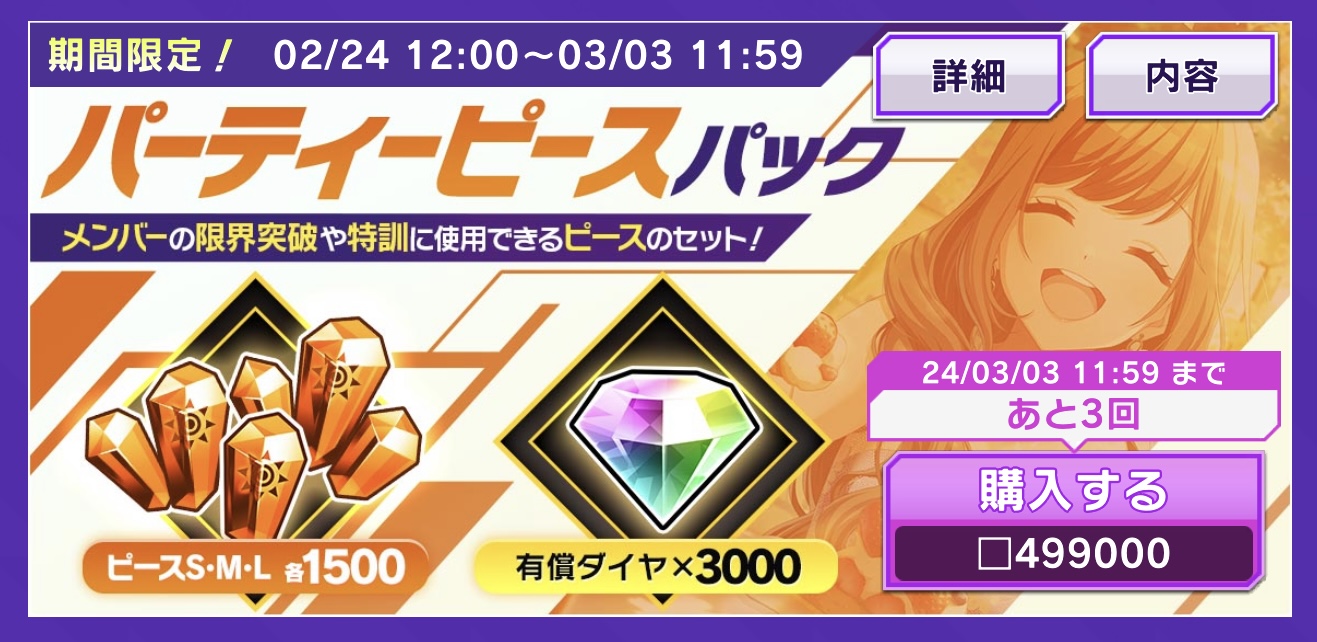 期間限定! 02/24 12:00～03/03 11:59
詳細
内容
パーティーピースパック
メンバーの限界突破や特訓に使用できるピースのセット!
24/03/03 11:59 まで
あと3回
購入する
□499000
ピースS・M・L 各1500
有償ダイヤ×3000